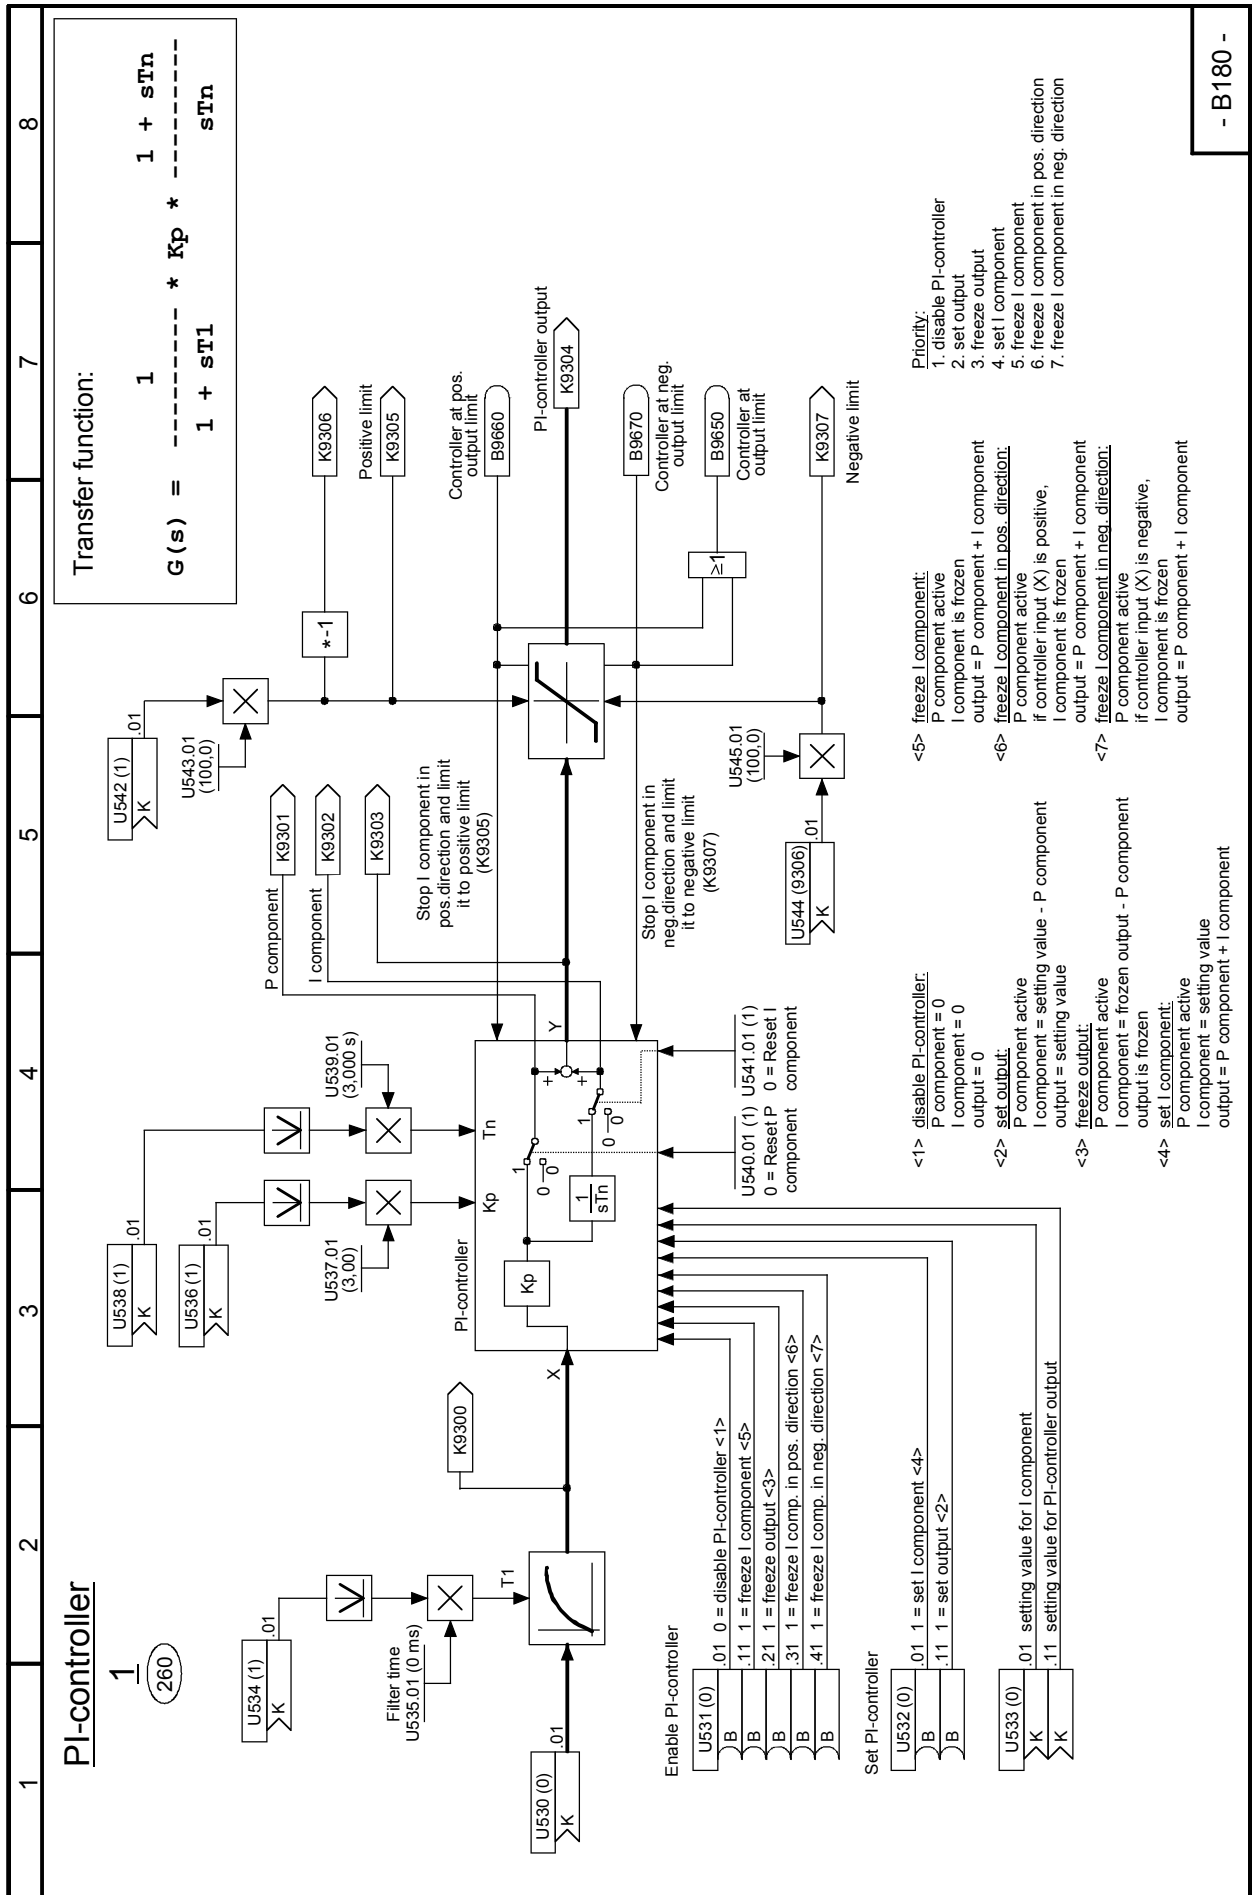 1
2
3
4
5
6
7
8
PI-controller
1
260
Transfer function:
1 1 + sTn
G(s) = -------- * Kp * ----------
1 + sT1 sTn
U534 (1)
K
.01
Filter time
U535.01 (0 ms)
T1
U530 (0)
K
.01
K9300
X
U538 (1)
K
.01
U536 (1)
K
.01
U537.01
(3,00)
U539.01
(3,000 s)
PI-controller
Kp
Tn
Kp
1
sTn
1
0
0
1
0
0
+
+
Y
P component
K9301
I component
K9302
K9303
U542 (1)
K
.01
U543.01
(100,0)
*-1
K9306
Positive limit
K9305
Stop I component in
pos.direction and limit
it to positive limit
(K9305)
Controller at pos.
output limit
B9660
PI-controller output
K9304
Stop I component in
neg.direction and limit
it to negative limit
(K9307)
B9670
Controller at neg.
output limit
≥1
B9650
Controller at
output limit
U545.01
(100,0)
U544 (9306)
K
.01
K9307
Negative limit
U540.01 (1)
0 = Reset P
component
U541.01 (1)
0 = Reset I
component
Enable PI-controller
U531 (0)
B
.01 0 = disable PI-controller <1>
B
.11 1 = freeze I component <5>
B
.21 1 = freeze output <3>
B
.31 1 = freeze I comp. in pos. direction <6>
B
.41 1 = freeze I comp. in neg. direction <7>
Set PI-controller
U532 (0)
B
.01 1 = set I component <4>
B
.11 1 = set output <2>
U533 (0)
K
.01 setting value for I component
K
.11 setting value for PI-controller output
<1> disable PI-controller:
P component = 0
I component = 0
output = 0
<2> set output:
P component active
I component = setting value - P component
output = setting value
<3> freeze output:
P component active
I component = frozen output - P component
output is frozen
<4> set I component:
P component active
I component = setting value
output = P component + I component
<5> freeze I component:
P component active
I component is frozen
output = P component + I component
<6> freeze I component in pos. direction:
P component active
if controller input (X) is positive,
I component is frozen
output = P component + I component
<7> freeze I component in neg. direction:
P component active
if controller input (X) is negative,
I component is frozen
output = P component + I component
Priority:
1. disable PI-controller
2. set output
3. freeze output
4. set I component
5. freeze I component
6. freeze I component in pos. direction
7. freeze I component in neg. direction
- B180 -